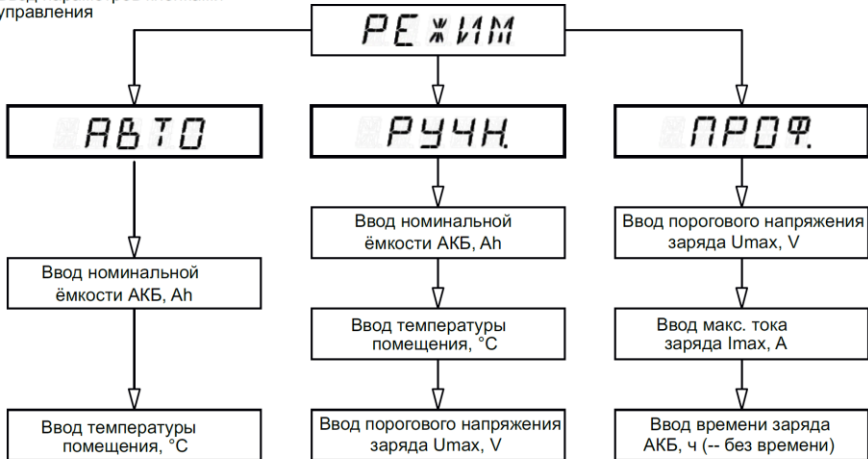 управления
РЕЖИМ
АВТО
РУЧН.
ПРОФ.
Ввод номинальной
ёмкости АКБ, Ah
Ввод температуры
помещения, °C
Ввод номинальной
ёмкости АКБ, Ah
Ввод температуры
помещения, °C
Ввод порогового напряжения
заряда Umax, V
Ввод порогового напряжения
заряда Umax, V
Ввод макс. тока
заряда Imax, A
Ввод времени заряда
АКБ, ч (-- без времени)